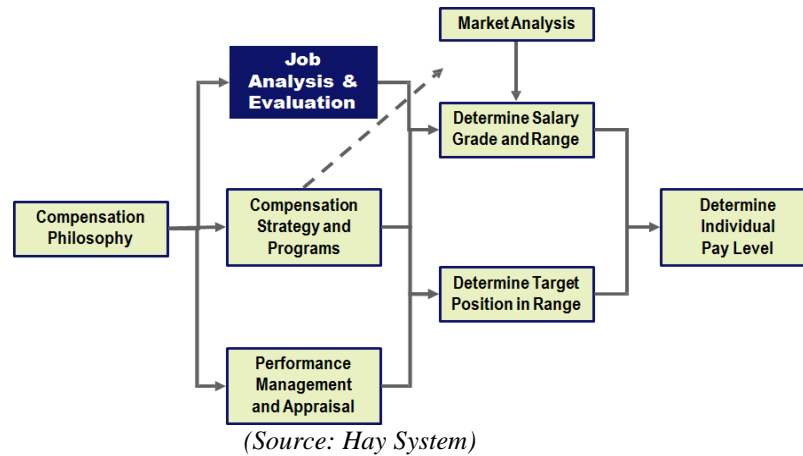 Market Analysis
Job
Analysis &
Evaluation
Determine Salary
Grade and Range
Compensation
Philosophy
Compensation
Strategy and
Programs
Determine
Individual
Pay Level
Determine Target
Position in Range
Performance
Management
and Appraisal
(Source: Hay System)